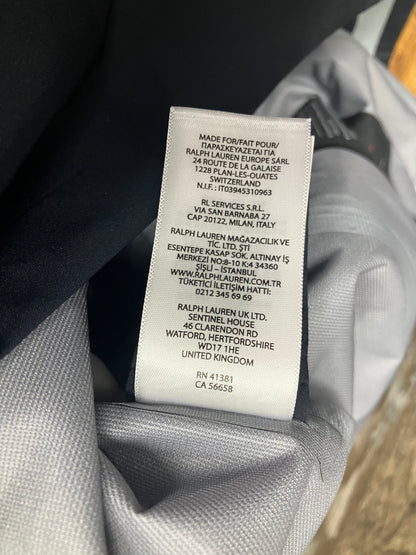 MADE FOR/FAIT POUR/
ΠΑΡΑΣΚΕΥΑΖΕΤΑΙ ΓΙΑ
RALPH LAUREN EUROPE SÀRL
24 ROUTE DE LA GALAISE
1228 PLAN-LES-OUATES
SWITZERLAND
N.I.F.: IT03945310963
RL SERVICES S.R.L.
VIA SAN BARNABA 27
CAP 20122, MILAN, ITALY
RALPH LAUREN MAĞAZACILIK VE
TİC. LTD. ŞTİ
ESENTEPE KASAP SOK. ALTINAY İŞ
MERKEZİ NO:8-10 K:4 34360
ŞİŞLİ – İSTANBUL
WWW.RALPHLAUREN.COM.TR
TÜKETİCİ İLETİŞİM HATTI:
0212 345 69 69
RALPH LAUREN UK LTD.
SENTINEL HOUSE
46 CLARENDON RD
WATFORD, HERTFORDSHIRE
WD17 1HE
UNITED KINGDOM
RN 41381
CA 56658